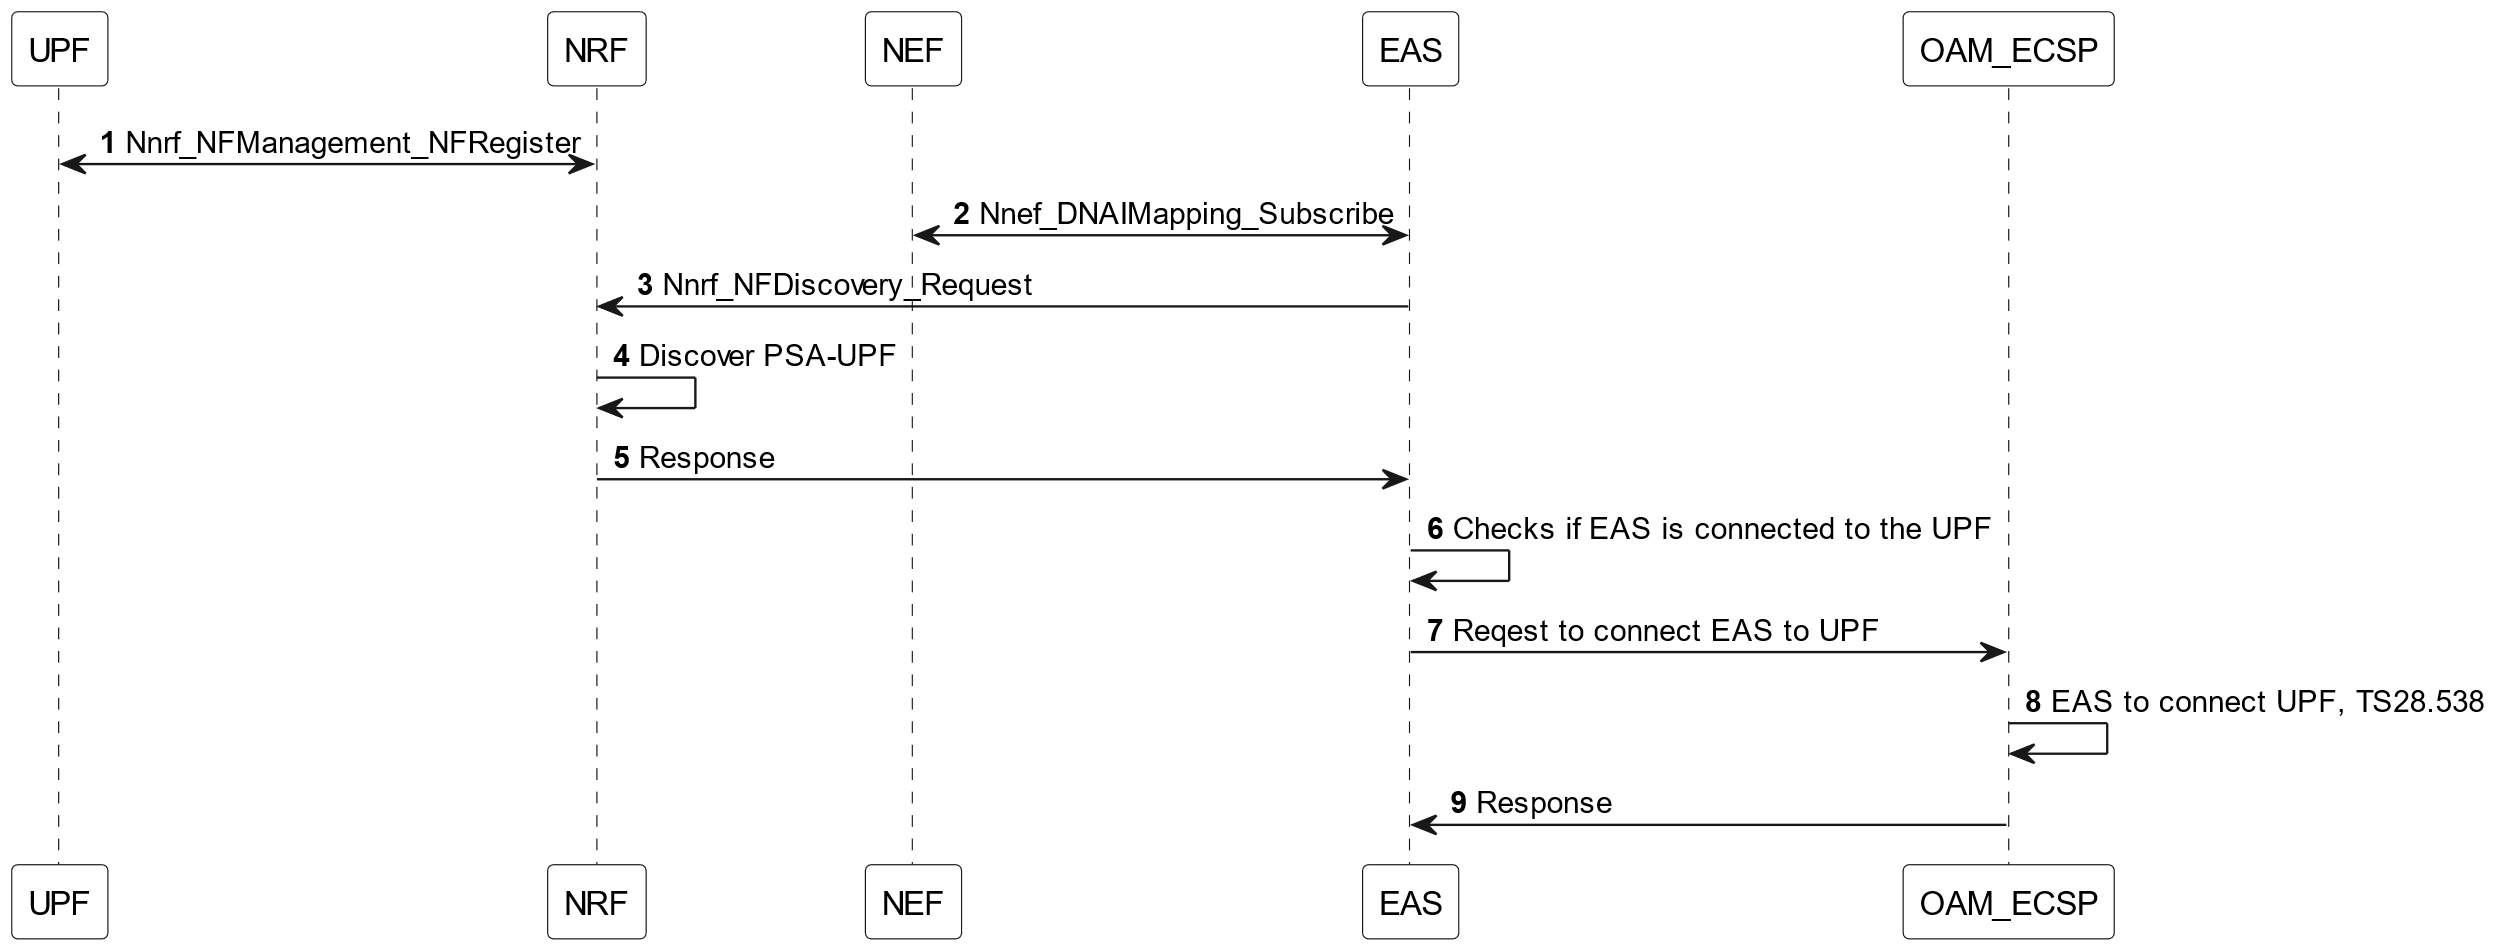 UPF NRF NEF EAS OAM_ECSP
1 Nnrf_NFManagement_NFRegister
2 Nnef_DNAIMapping_Subscribe
3 Nnrf_NFDiscovery_Request
4 Discover PSA-UPF
5 Response
6 Checks if EAS is connected to the UPF
7 Reqest to connect EAS to UPF
8 EAS to connect UPF, TS28.538
9 Response
UPF NRF NEF EAS OAM_ECSP